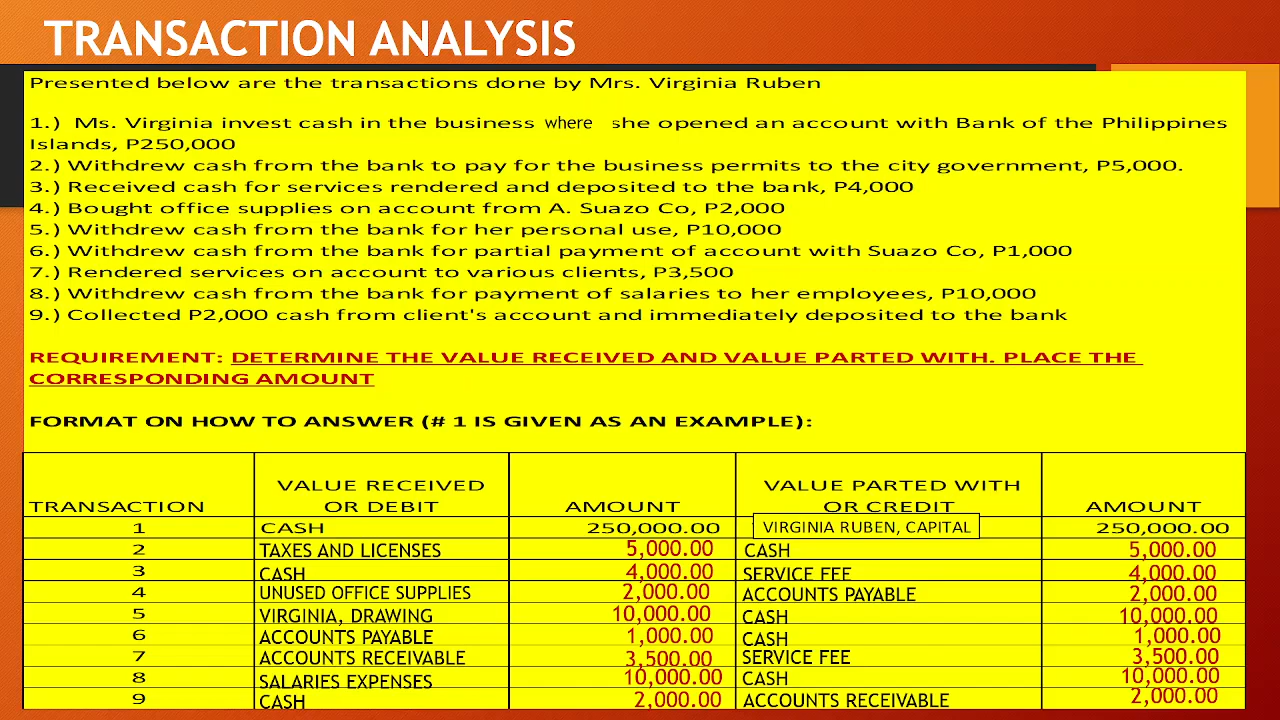 TRANSACTION ANALYSIS
Presented below are the transactions done by Mrs. Virginia Ruben
1.) Ms. Virginia invest cash in the business where she opened an account with Bank of the Philippines
Islands, P250,000
2.) Withdrew cash from the bank to pay for the business permits to the city government, P5,000.
3.) Received cash for services rendered and deposited to the bank, P4,000
4.) Bought office supplies on account from A. Suazo Co, P2,000
5.) Withdrew cash from the bank for her personal use, P10,000
6.) Withdrew cash from the bank for partial payment of account with Suazo Co, P1,000
7.) Rendered services on account to various clients, P3,500
8.) Withdrew cash from the bank for payment of salaries to her employees, P10,000
9.) Collected P2,000 cash from client's account and immediately deposited to the bank
REQUIREMENT: DETERMINE THE VALUE RECEIVED AND VALUE PARTED WITH. PLACE THE
CORRESPONDING AMOUNT
FORMAT ON HOW TO ANSWER (# 1 IS GIVEN AS AN EXAMPLE):
VALUE RECEIVED VALUE PARTED WITH
TRANSACTION OR DEBIT AMOUNT OR CREDIT AMOUNT
1 CASH 250,000.00 VIRGINIA RUBEN, CAPITAL 250,000.00
2 TAXES AND LICENSES 5,000.00 CASH 5,000.00
3 CASH 4,000.00 SERVICE FEE 4,000.00
4 UNUSED OFFICE SUPPLIES 2,000.00 ACCOUNTS PAYABLE 2,000.00
5 VIRGINIA, DRAWING 10,000.00 CASH 10,000.00
6 ACCOUNTS PAYABLE 1,000.00 CASH 1,000.00
7 ACCOUNTS RECEIVABLE 3,500.00 SERVICE FEE 3,500.00
8 SALARIES EXPENSES 10,000.00 CASH 10,000.00
9 CASH 2,000.00 ACCOUNTS RECEIVABLE 2,000.00